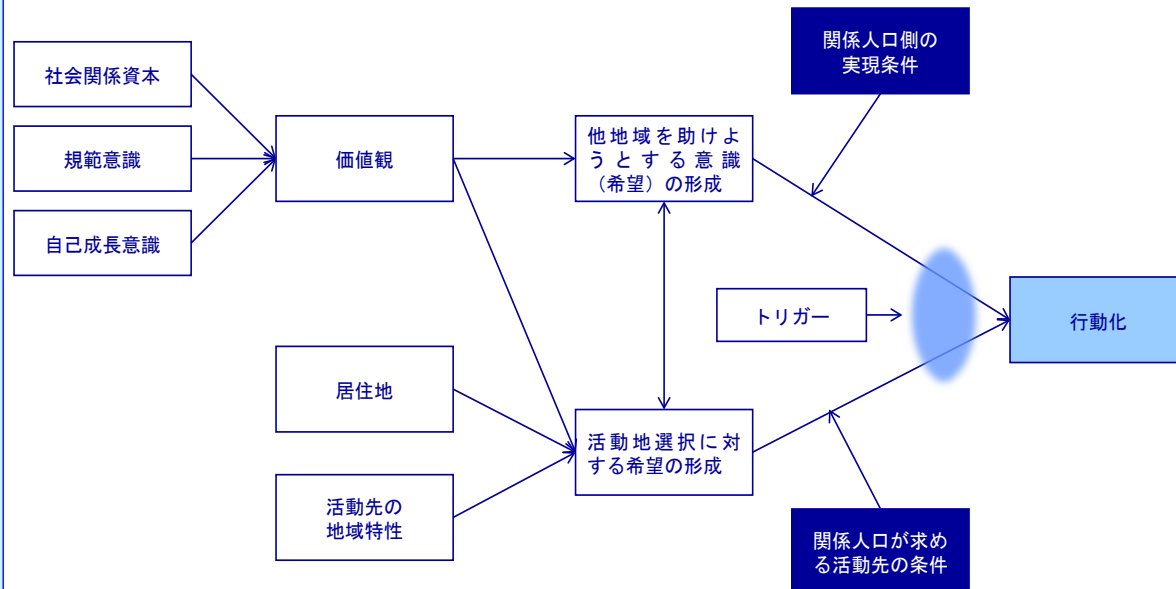 関係人口側の
実現条件
社会関係資本
規範意識
自己成長意識
価値観
他地域を助けよ
うとする意識
（希望）の形成
トリガー
行動化
居住地
活動先の
地域特性
活動地選択に対
する希望の形成
関係人口が求め
る活動先の条件